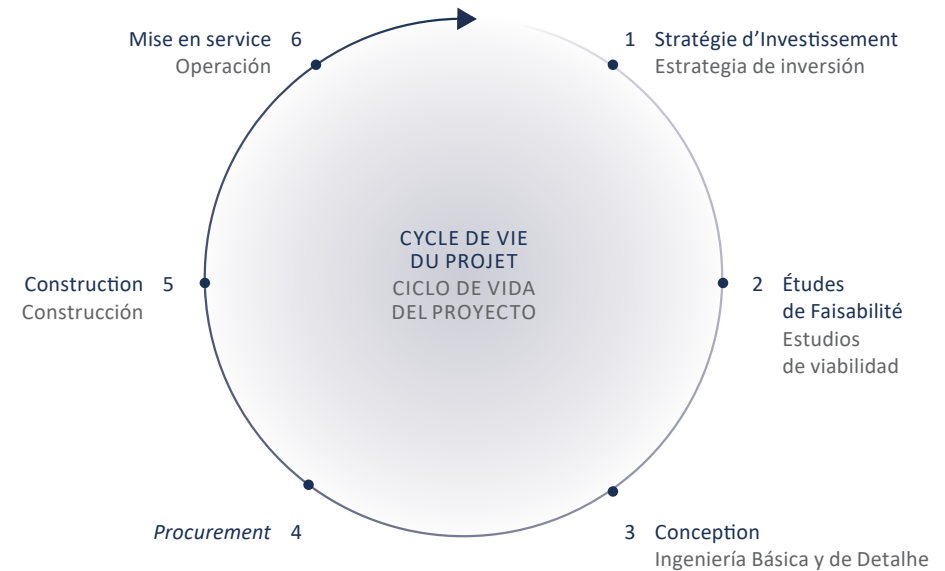 CYCLE DE VIE
DU PROJET
CICLO DE VIDA
DEL PROYECTO
1 Stratégie d’Investissement
Estrategia de inversión
2 Études
de Faisabilité
Estudios
de viabilidad
3 Conception
Ingeniería Básica y de Detalhe
Procurement 4
Construction 5
Construcción
Mise en service 6
Operación